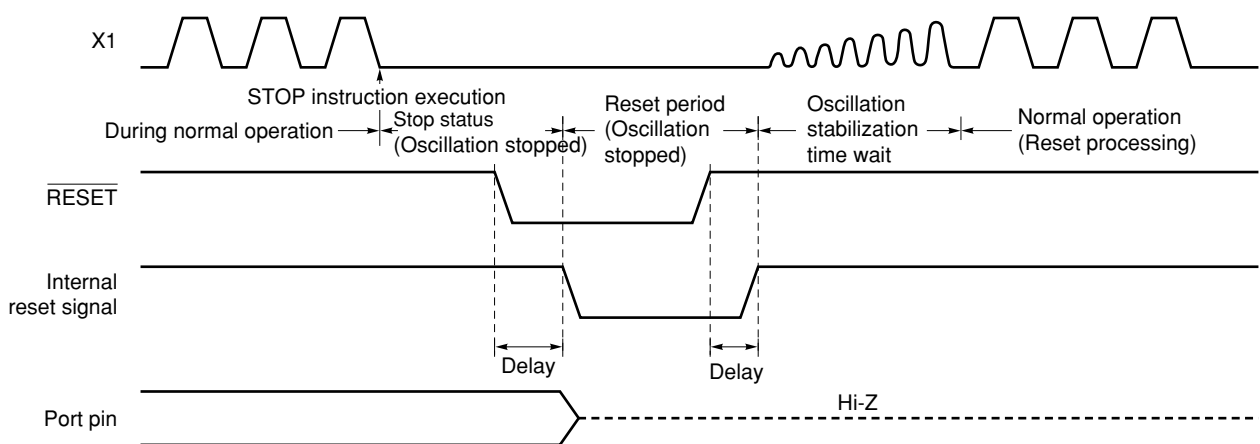 X1
STOP instruction execution
During normal operation
Stop status
(Oscillation stopped)
Reset period
(Oscillation
stopped)
Oscillation
stabilization
time wait
Normal operation
(Reset processing)
RESET
Internal
reset signal
Delay
Delay
Port pin
Hi-Z